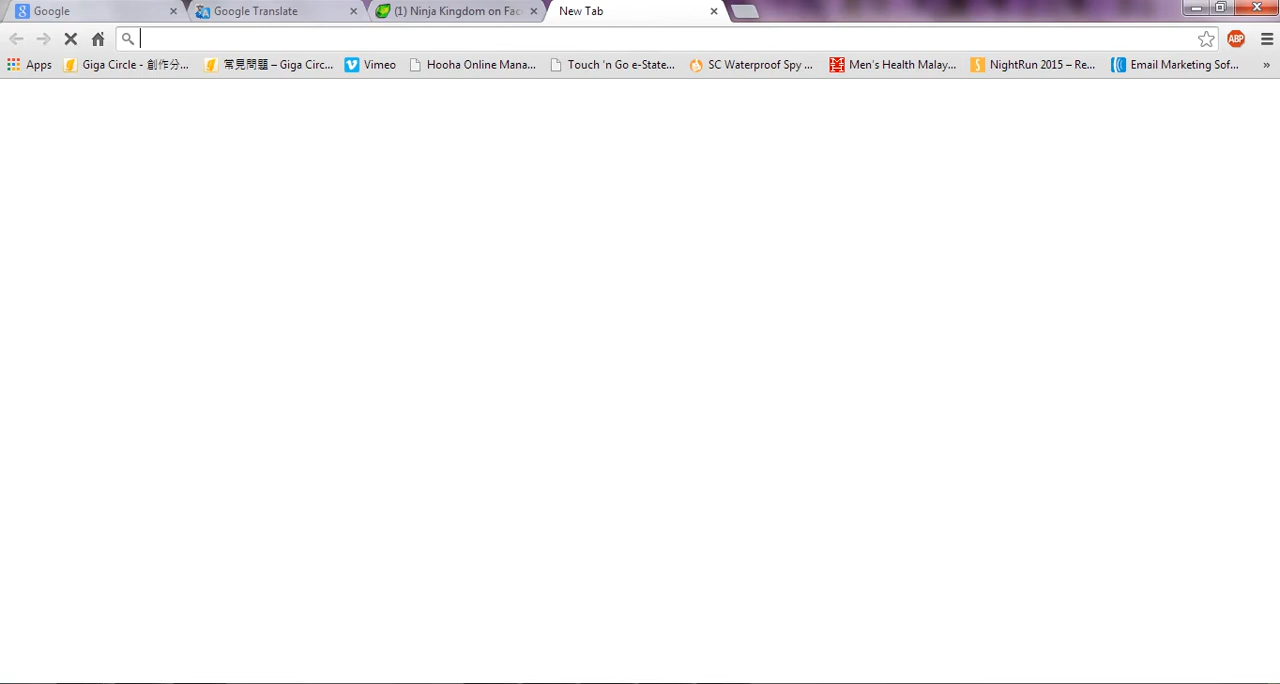 Google
Google Translate
(1) Ninja Kingdom on Fac
New Tab
Apps
Giga Circle - 創作分...
常見問題 – Giga Circ...
Vimeo
Hooha Online Mana...
Touch 'n Go e-State...
SC Waterproof Spy ...
Men's Health Malay...
NightRun 2015 – Re...
Email Marketing Sof...
»
ABP